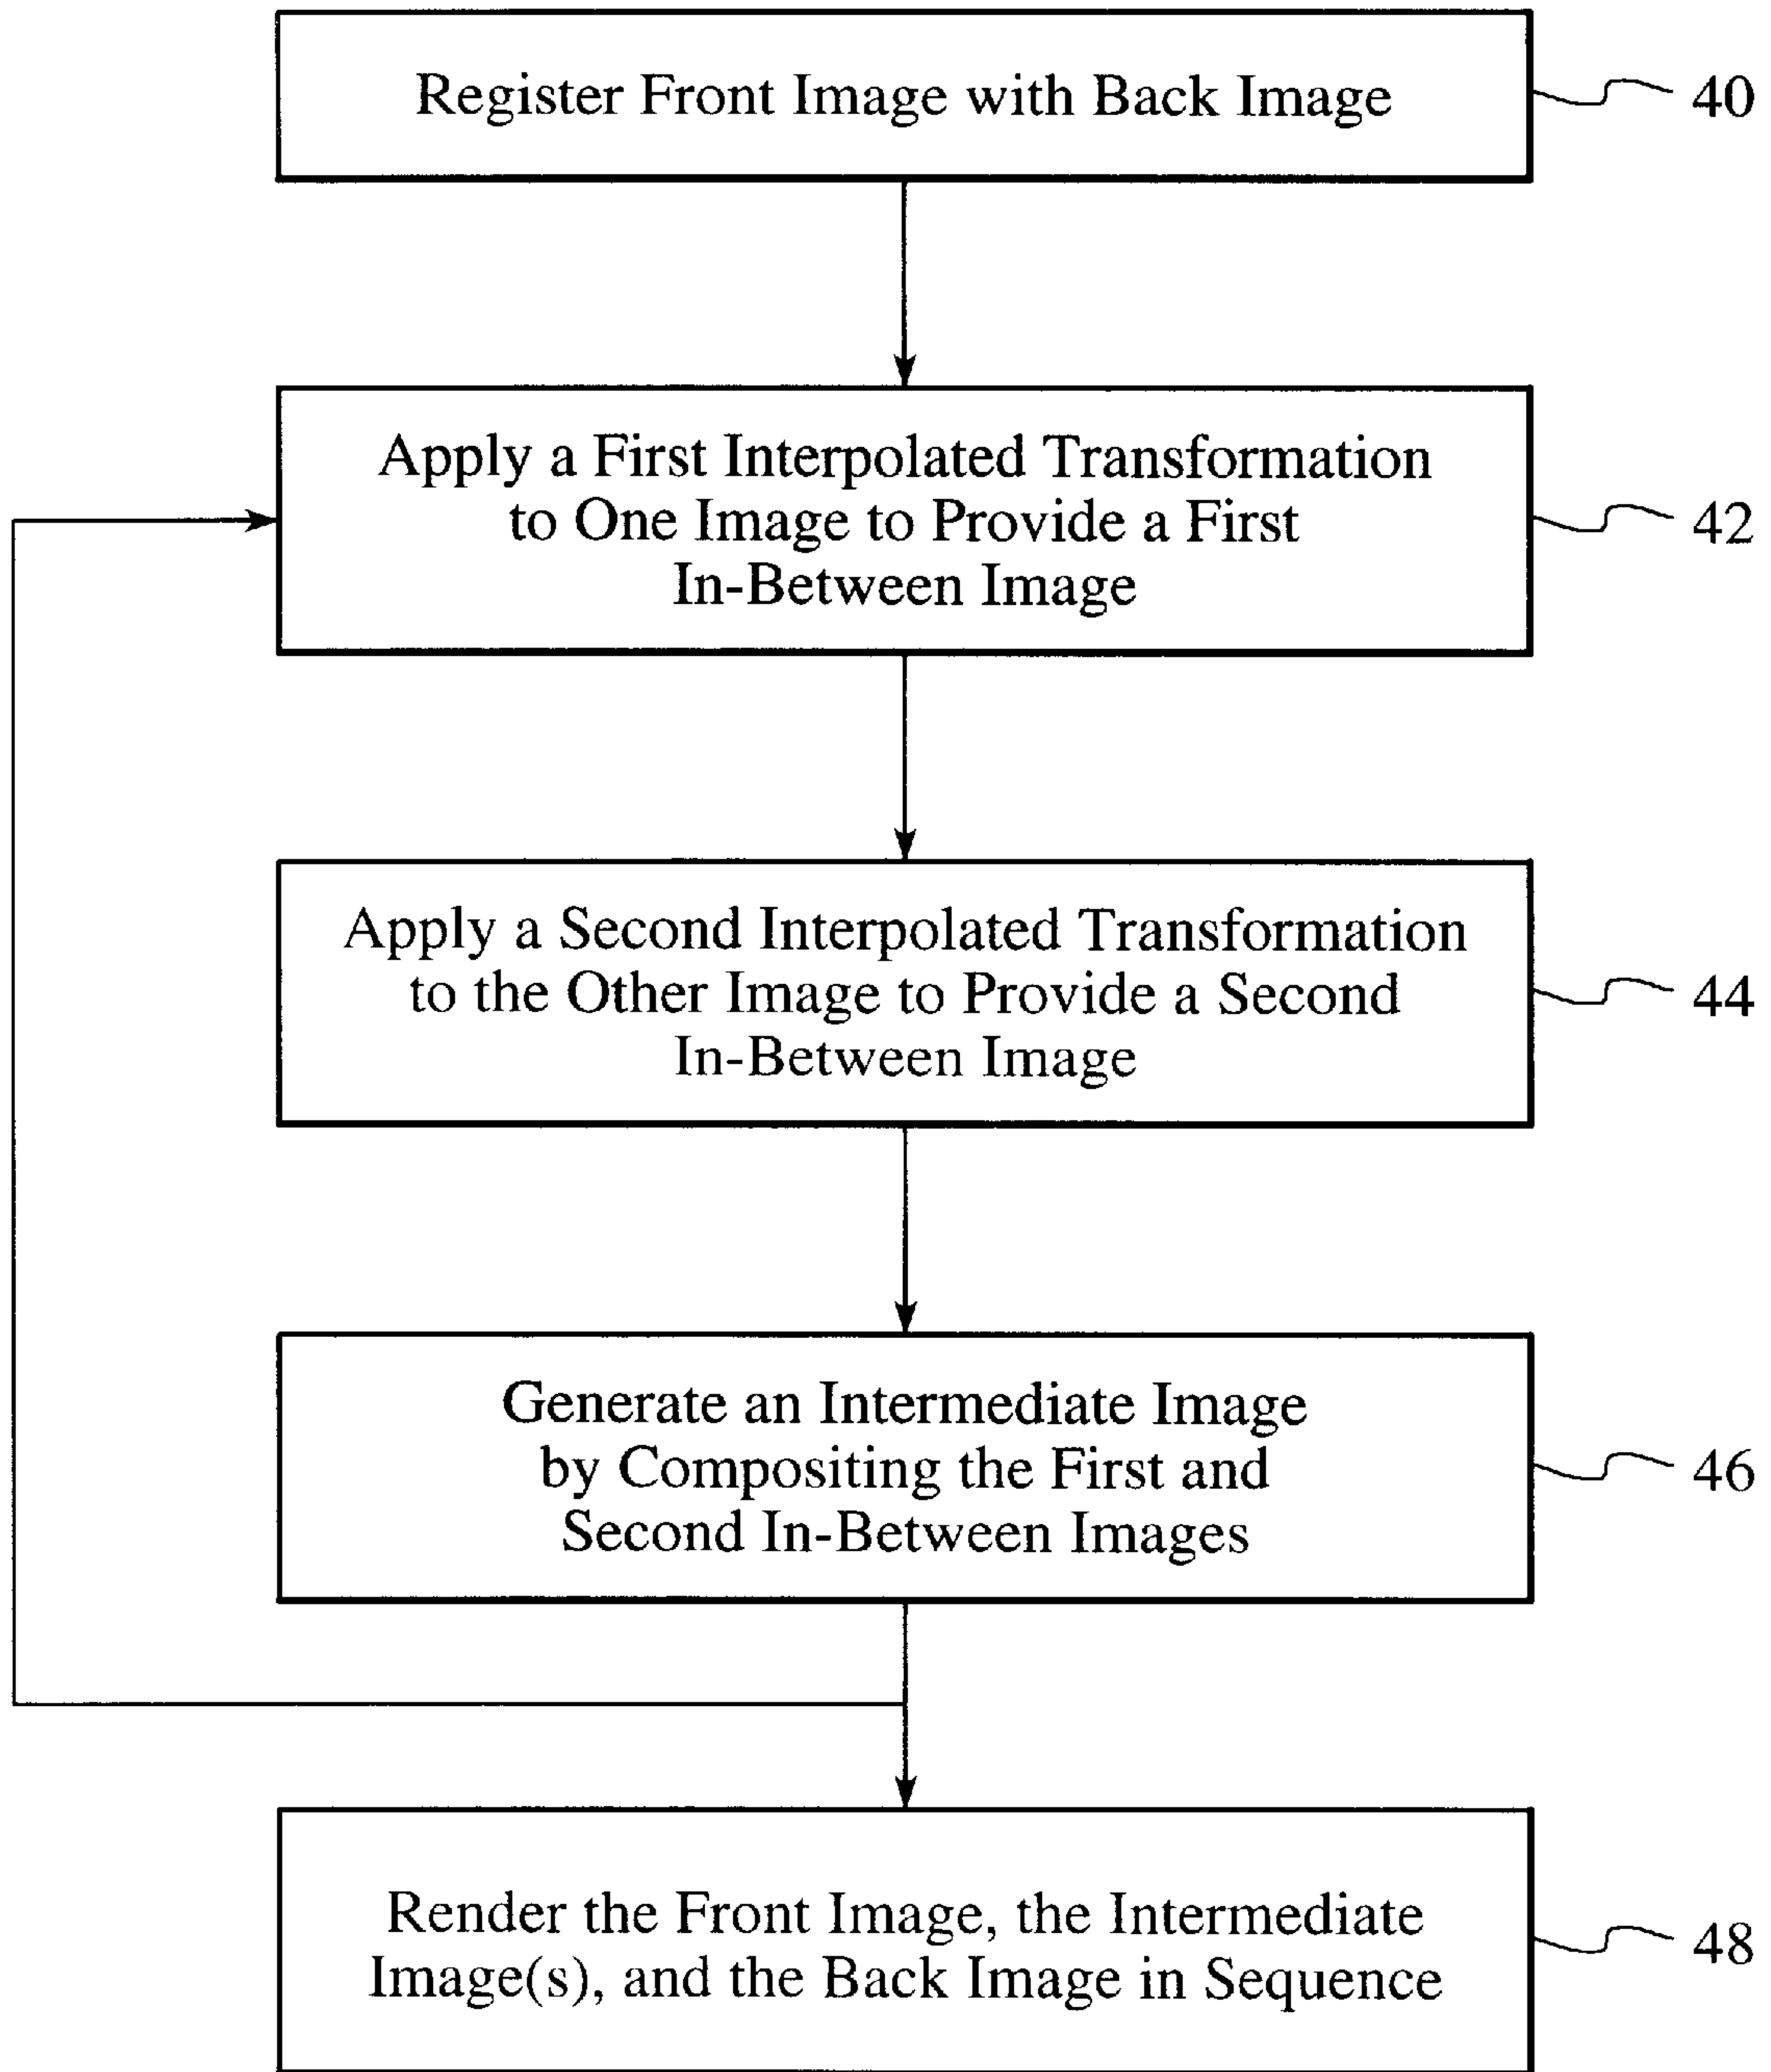 Register Front Image with Back Image
40
Apply a First Interpolated Transformation
to One Image to Provide a First
In-Between Image
42
Apply a Second Interpolated Transformation
to the Other Image to Provide a Second
In-Between Image
44
Generate an Intermediate Image
by Compositing the First and
Second In-Between Images
46
Render the Front Image, the Intermediate
Image(s), and the Back Image in Sequence
48